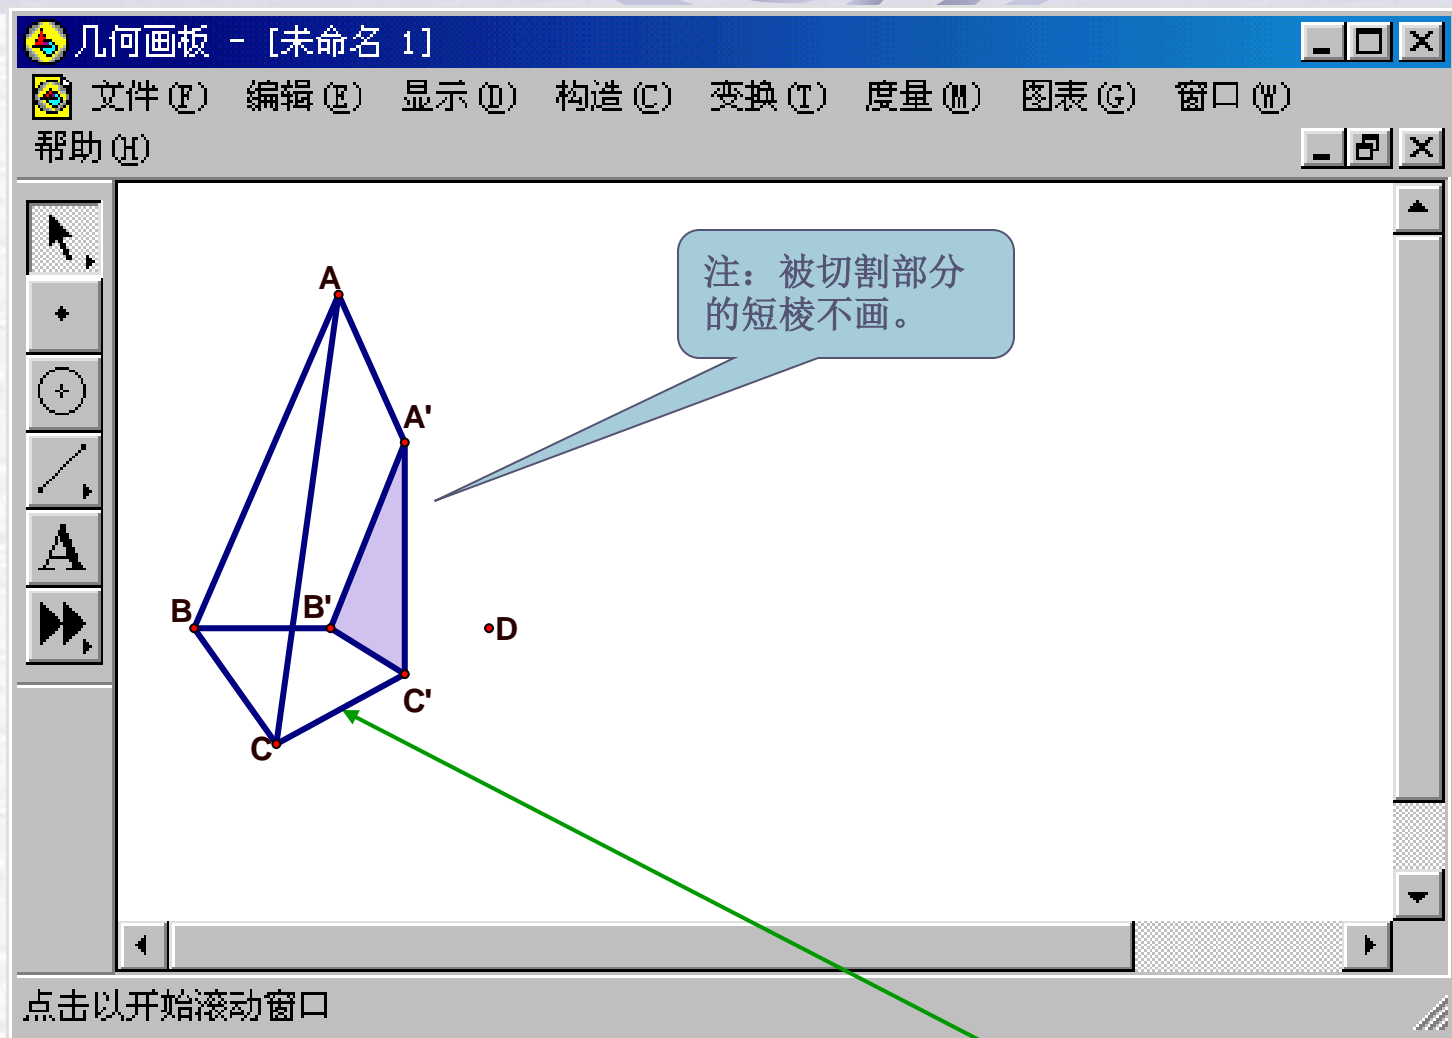 几何画板 - [未命名 1]
文件(F) 编辑(E) 显示(D) 构造(C) 变换(T) 度量(M) 图表(G) 窗口(W)
帮助(H)
注：被切割部分
的短棱不画。
A
A'
B
B'
D
C'
C
A
点击以开始滚动窗口